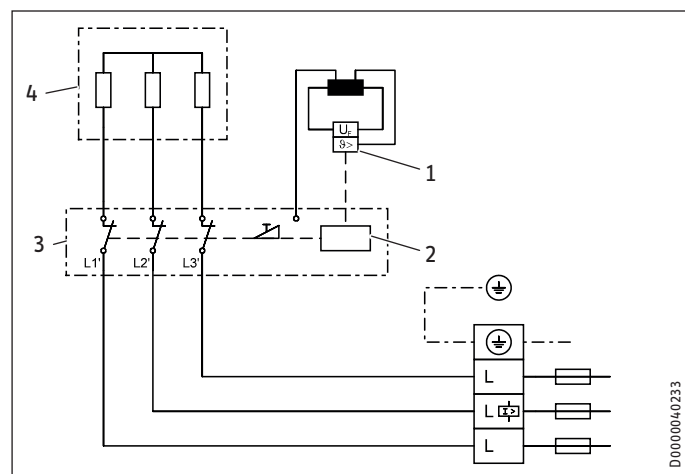 4
U_F
ϑ>
1
3
L1'
L2'
L3'
2
L
L I>
L
D0000040233